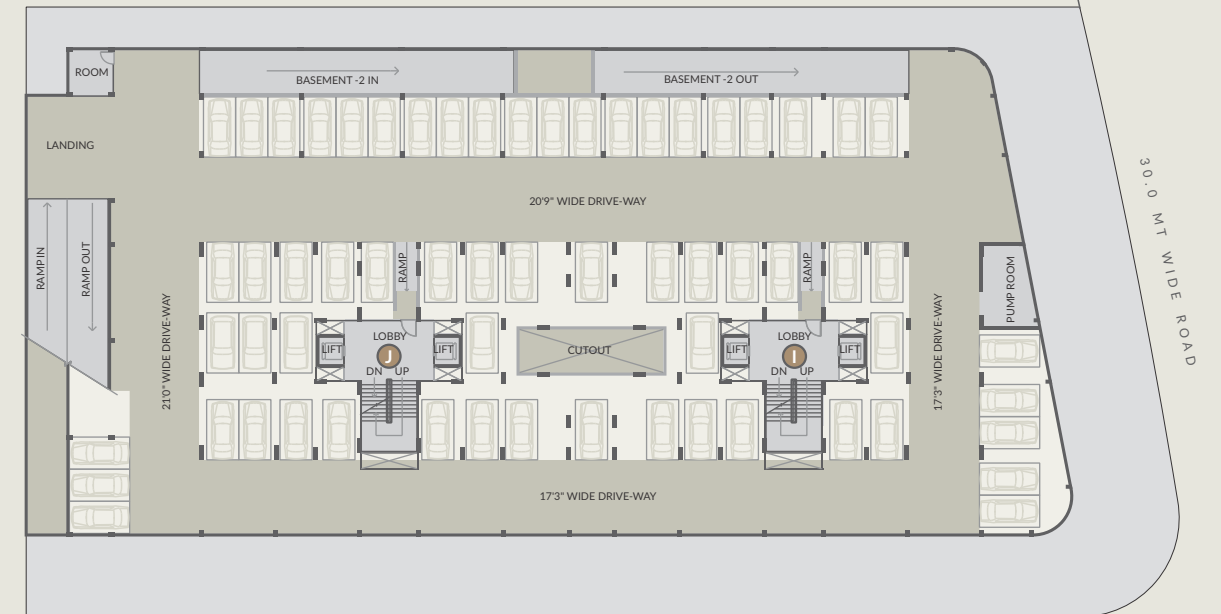 ROOM
BASEMENT -2 IN
BASEMENT -2 OUT
LANDING
20'9" WIDE DRIVE-WAY
30.0 MT WIDE ROAD
RAMP IN
RAMP OUT
RAMP
RAMP
PUMP ROOM
21'0" WIDE DRIVE-WAY
LOBBY
LIFT
LIFT
J
DN UP
CUTOUT
LOBBY
LIFT
LIFT
I
DN UP
17'3" WIDE DRIVE-WAY
17'3" WIDE DRIVE-WAY